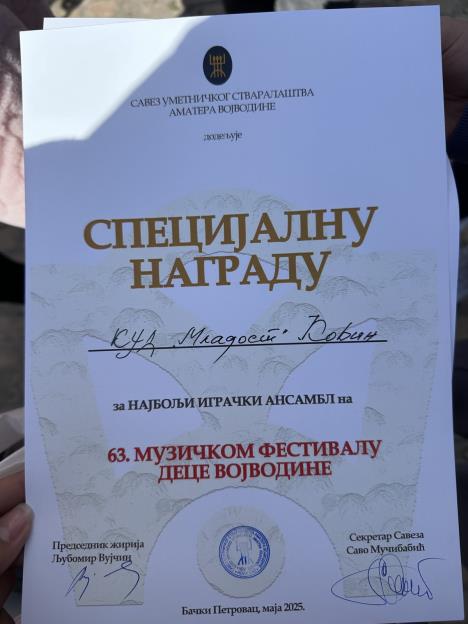 САВЕЗ УМЕТНИЧКОГ СТВАРАЛАШТВА
АМАТЕРА ВОЈВОДИНЕ
додељује
СПЕЦИЈАЛНУ
НАГРАДУ
КУД "Младост" Ковин
за НАЈБОЉИ ИГРАЧКИ АНСАМБЛ на
63. МУЗИЧКОМ ФЕСТИВАЛУ
ДЕЦЕ ВОЈВОДИНЕ
Председник жирија
Љубомир Вујчин
Секретар Савеза
Саво Мучибабић
Бачки Петровац, маја 2025.